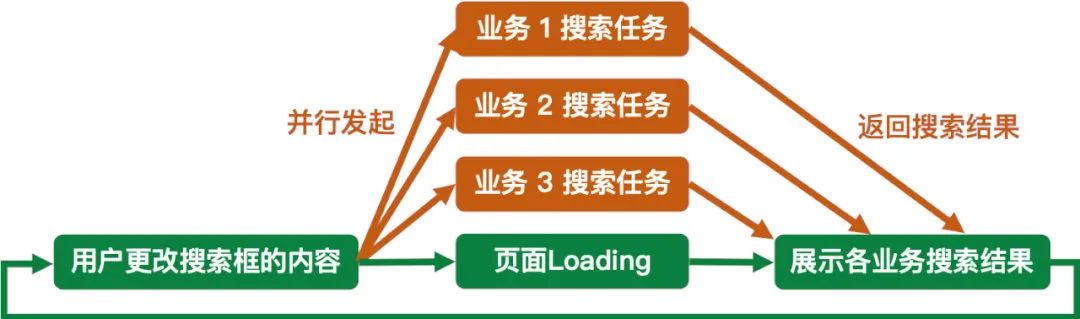 业务 1 搜索任务
业务 2 搜索任务
并行发起
返回搜索结果
业务 3 搜索任务
用户更改搜索框的内容
页面Loading
展示各业务搜索结果